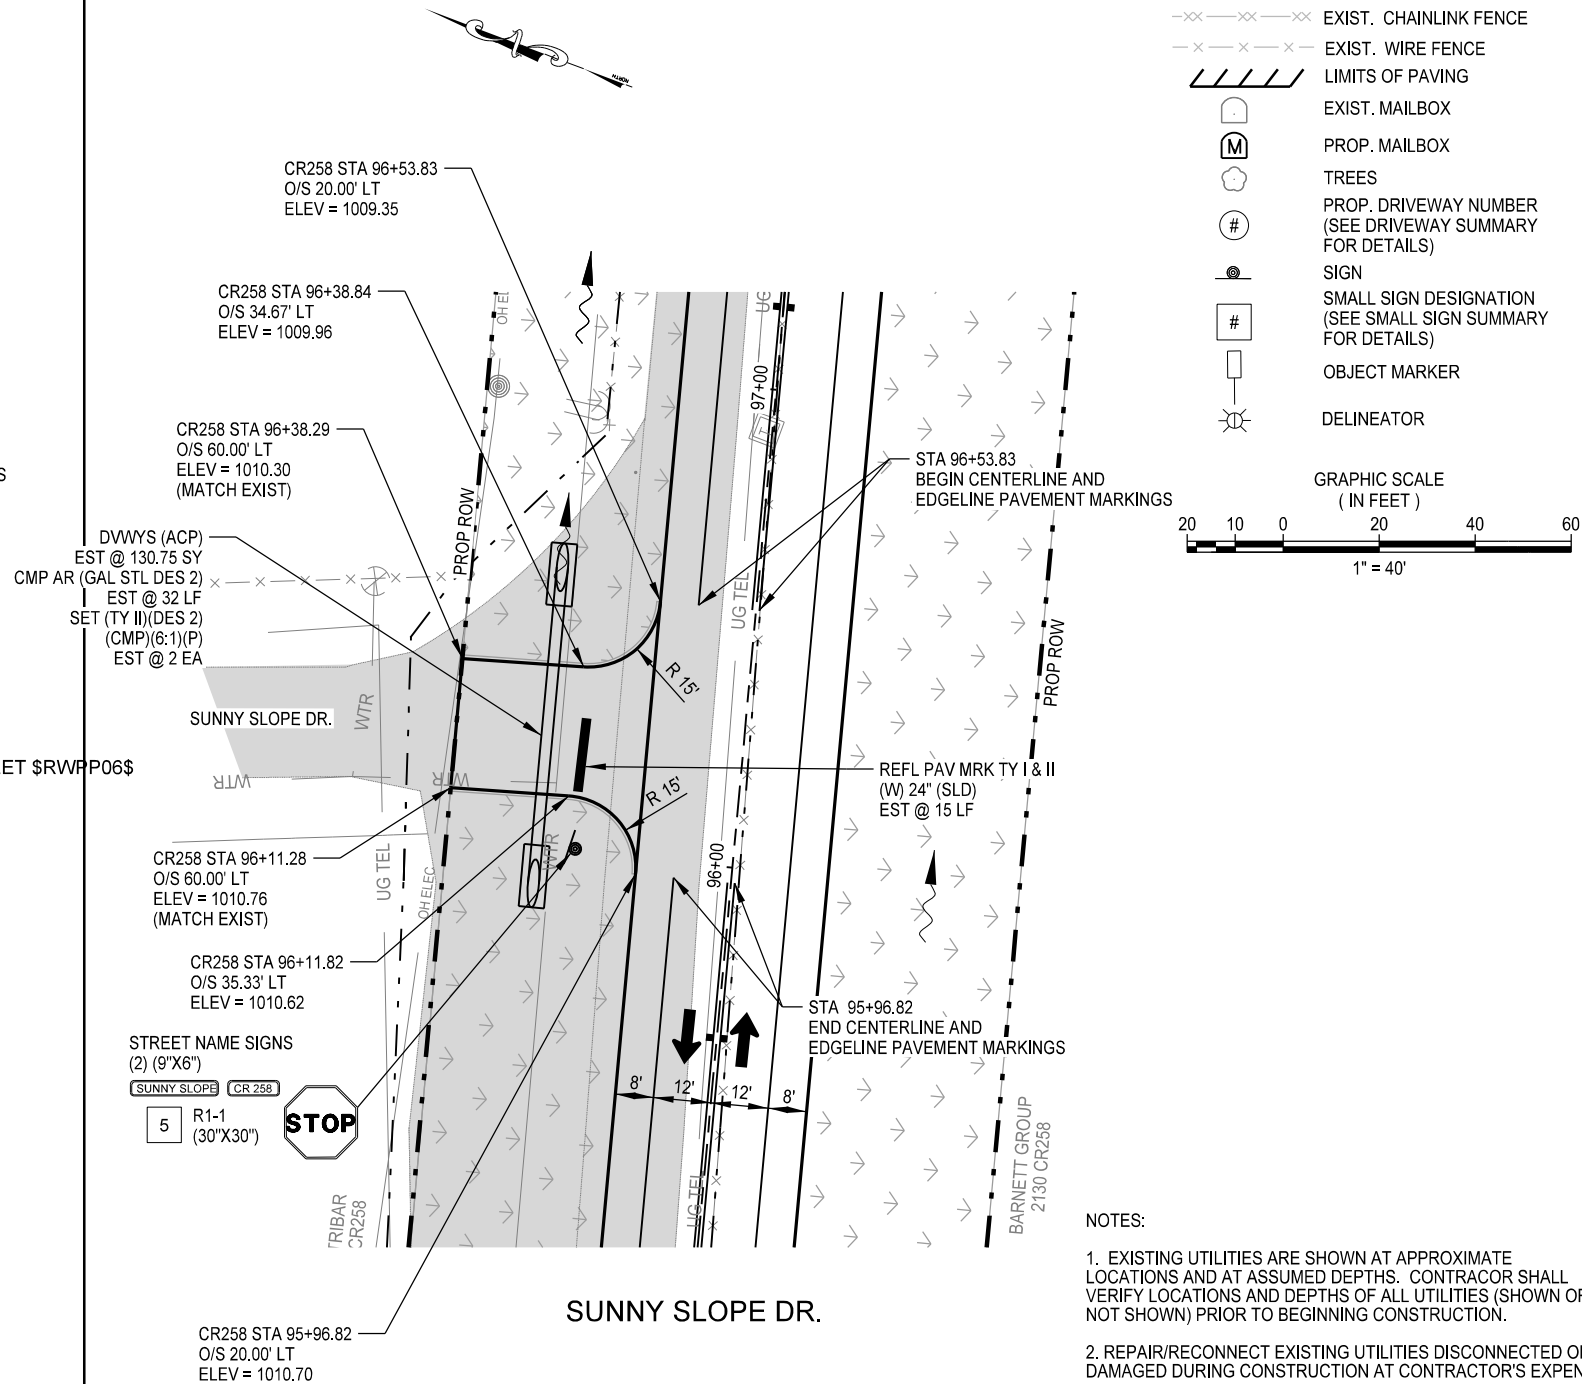 NORTH
EXIST. CHAINLINK FENCE
EXIST. WIRE FENCE
LIMITS OF PAVING
EXIST. MAILBOX
M
PROP. MAILBOX
TREES
#
PROP. DRIVEWAY NUMBER
(SEE DRIVEWAY SUMMARY
FOR DETAILS)
SIGN
#
SMALL SIGN DESIGNATION
(SEE SMALL SIGN SUMMARY
FOR DETAILS)
OBJECT MARKER
DELINEATOR
GRAPHIC SCALE
( IN FEET )
20 10 0 20 40 60
1" = 40'
CR258 STA 96+53.83
O/S 20.00' LT
ELEV = 1009.35
CR258 STA 96+38.84
O/S 34.67' LT
ELEV = 1009.96
CR258 STA 96+38.29
O/S 60.00' LT
ELEV = 1010.30
(MATCH EXIST)
S
DVWYS (ACP)
EST @ 130.75 SY
CMP AR (GAL STL DES 2)
EST @ 32 LF
SET (TY II)(DES 2)
(CMP)(6:1)(P)
EST @ 2 EA
OH EL
UG
97+00
T
PROP ROW
STA 96+53.83
BEGIN CENTERLINE AND
EDGELINE PAVEMENT MARKINGS
UG TEL
PROP ROW
R 15'
SUNNY SLOPE DR.
WTR
WTR
WTR
ET $RWPP06$
REFL PAV MRK TY I & II
(W) 24" (SLD)
EST @ 15 LF
R 15'
WTR
96+00
UG TEL
OH ELEC
CR258 STA 96+11.28
O/S 60.00' LT
ELEV = 1010.76
(MATCH EXIST)
CR258 STA 96+11.82
O/S 35.33' LT
ELEV = 1010.62
STA 95+96.82
END CENTERLINE AND
EDGELINE PAVEMENT MARKINGS
STREET NAME SIGNS
(2) (9"X6")
SUNNY SLOPE
CR 258
5
R1-1
(30"X30")
STOP
8' 12' 12' 8'
UG TEL
TRIBAR
CR258
BARNETT GROUP
2130 CR258
SUNNY SLOPE DR.
CR258 STA 95+96.82
O/S 20.00' LT
ELEV = 1010.70
NOTES:
1. EXISTING UTILITIES ARE SHOWN AT APPROXIMATE
LOCATIONS AND AT ASSUMED DEPTHS. CONTRACOR SHALL
VERIFY LOCATIONS AND DEPTHS OF ALL UTILITIES (SHOWN OR
NOT SHOWN) PRIOR TO BEGINNING CONSTRUCTION.
2. REPAIR/RECONNECT EXISTING UTILITIES DISCONNECTED OR
DAMAGED DURING CONSTRUCTION AT CONTRACTOR'S EXPEN